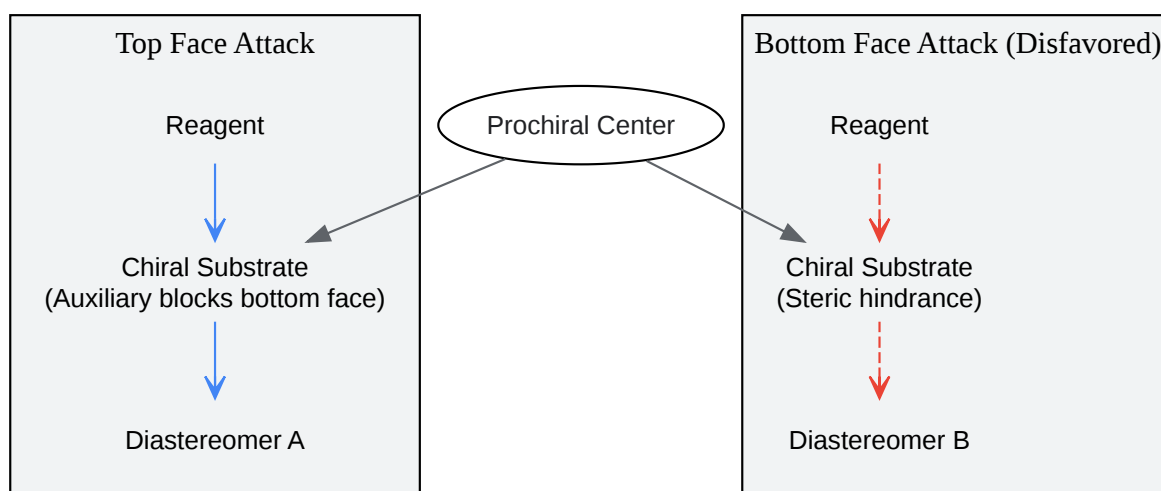 Top Face Attack
Reagent
Chiral Substrate
(Auxiliary blocks bottom face)
Diastereomer A
Prochiral Center
Bottom Face Attack (Disfavored)
Reagent
Chiral Substrate
(Steric hindrance)
Diastereomer B